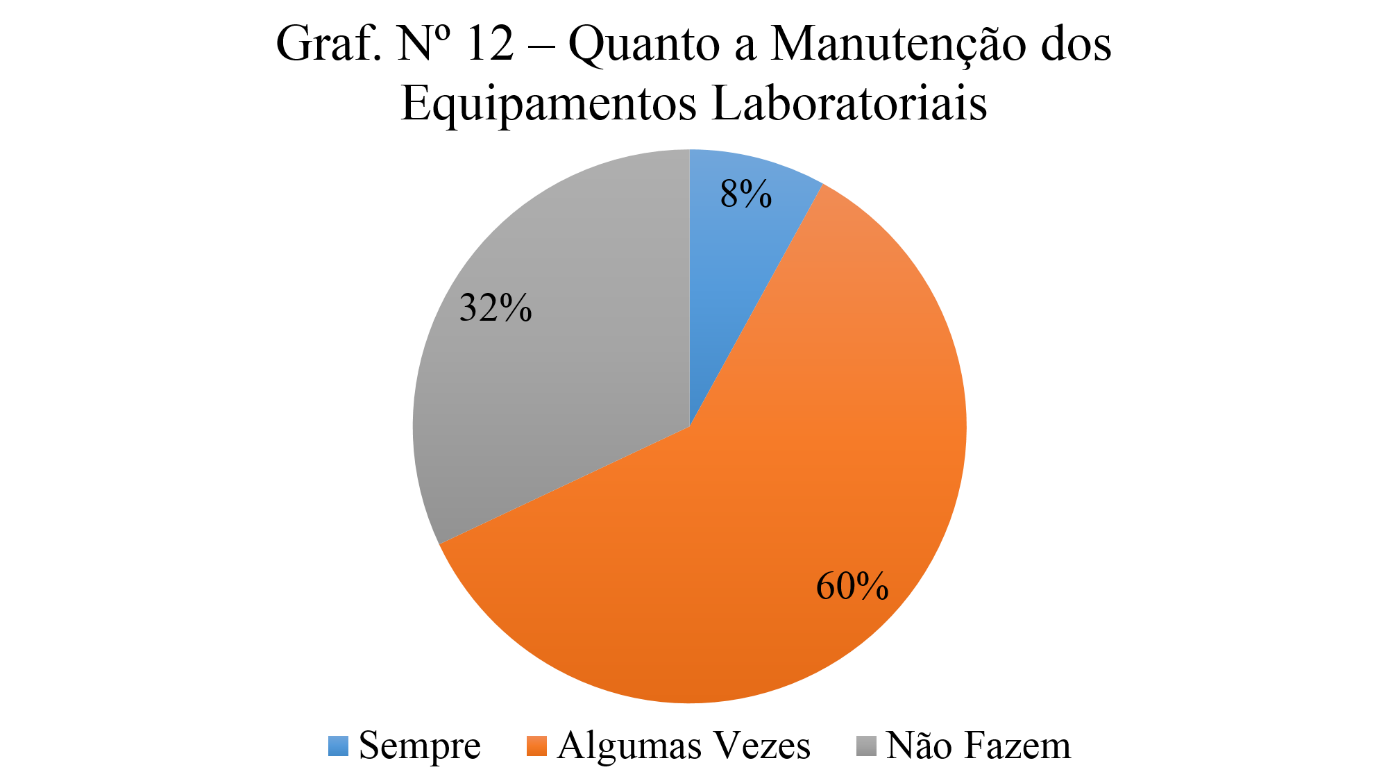 Graf. Nº 12 – Quanto a Manutenção dos
Equipamentos Laboratoriais
8%
32%
60%
Sempre Algumas Vezes Não Fazem